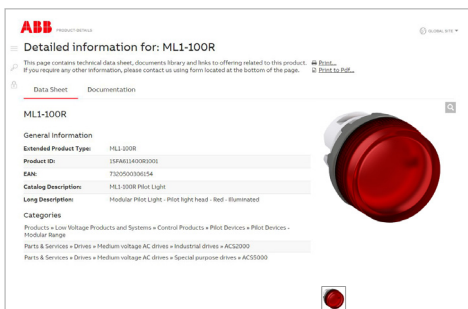 ABB PRODUCT-DETAILS
GLOBAL SITE
Detailed information for: ML1-100R
This page contains technical data sheet, documents library and links to offering related to this product. Print...
If you require any other information, please contact us using form located at the bottom of the page. Print to Pdf...
Data Sheet Documentation
ML1-100R
General Information
Extended Product Type: ML1-100R
Product ID: 1SFA611400R1001
EAN: 7320500306154
Catalog Description: ML1-100R Pilot Light
Long Description: Modular Pilot Light - Pilot light head - Red - Illuminated
Categories
Products » Low Voltage Products and Systems » Control Products » Pilot Devices » Pilot Devices -
Modular Range
Parts & Services » Drives » Medium voltage AC drives » Industrial drives » ACS2000
Parts & Services » Drives » Medium voltage AC drives » Special purpose drives » ACS5000